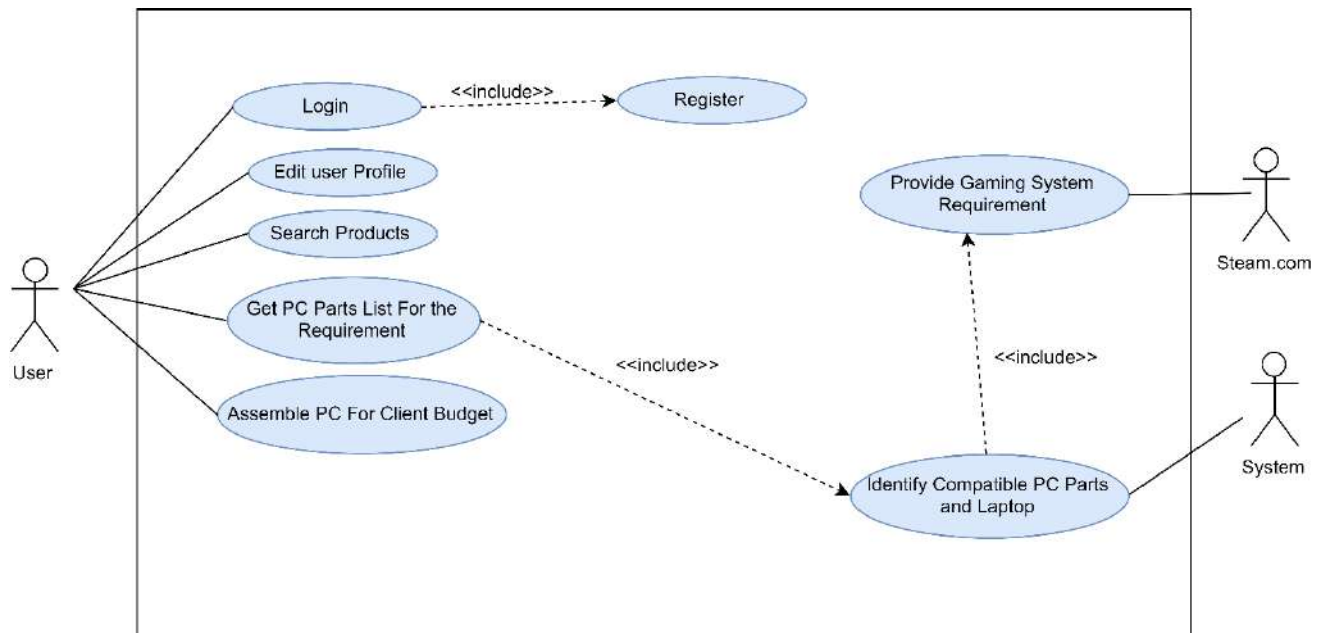 Login
<<include>>
Register
Edit user Profile
Search Products
Get PC Parts List For the
Requirement
Assemble PC For Client Budget
User
Provide Gaming System
Requirement
Steam.com
<<include>>
<<include>>
Identify Compatible PC Parts
and Laptop
System